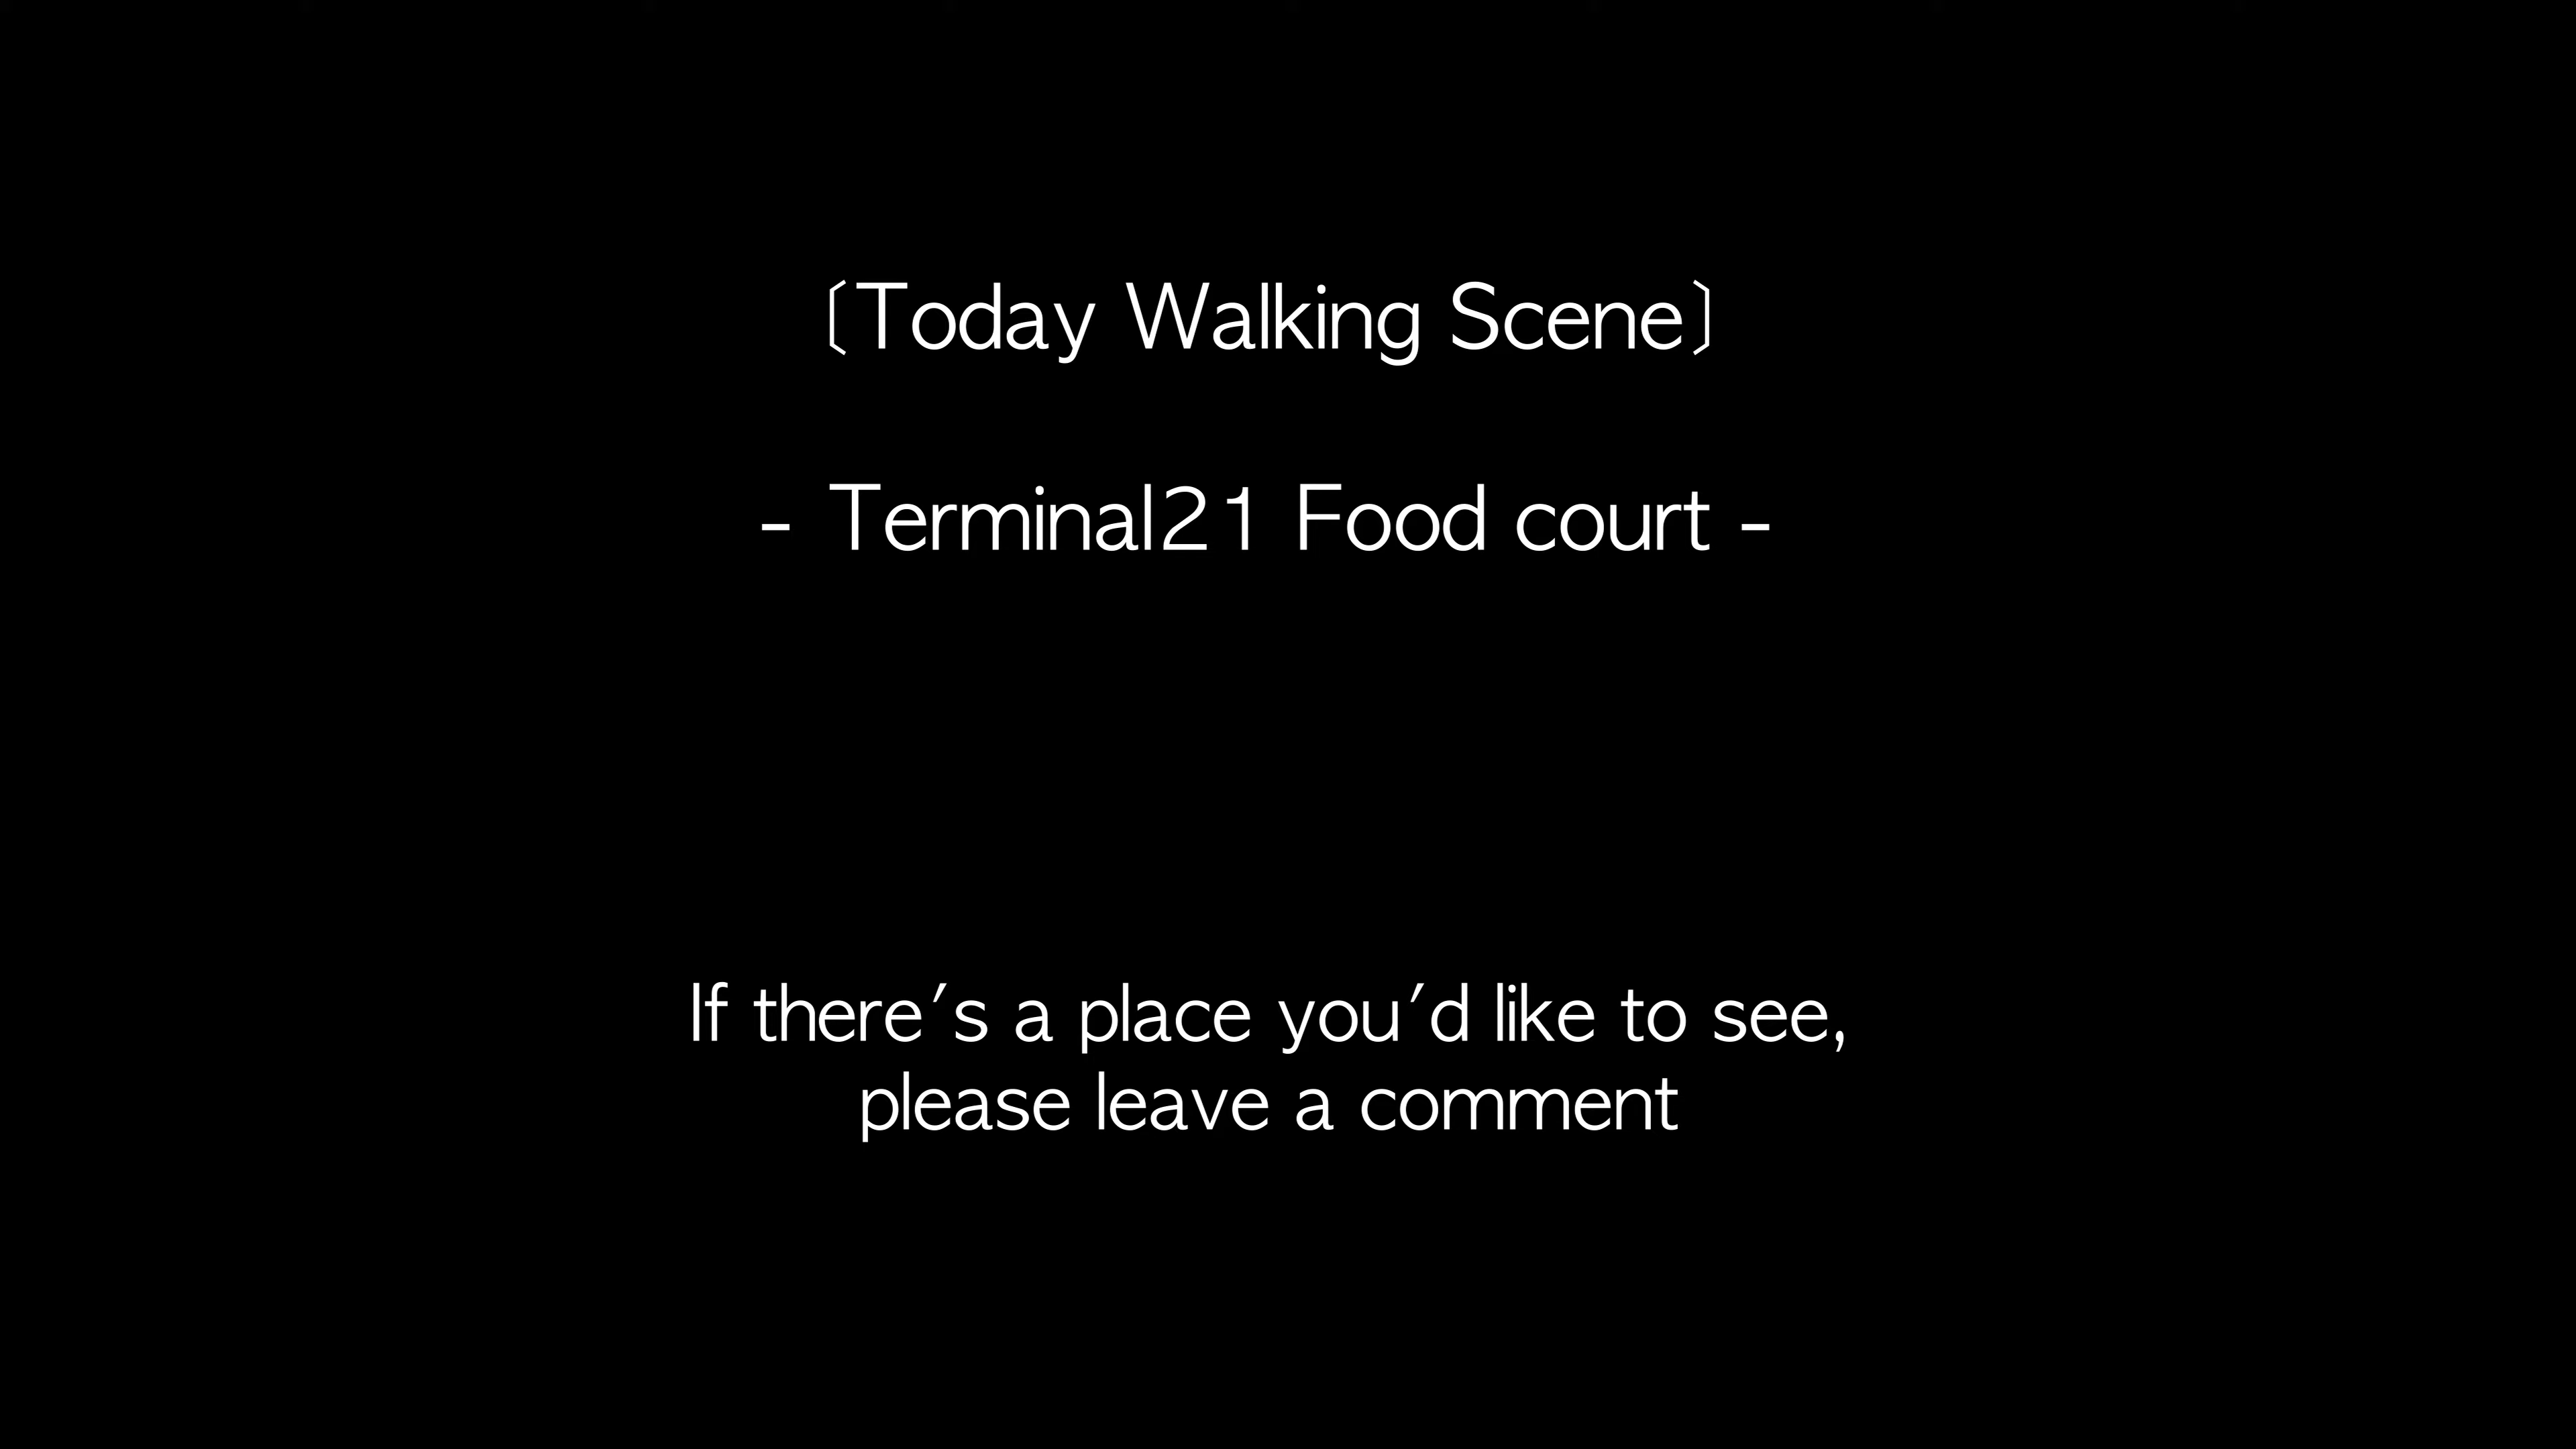 〔Today Walking Scene〕
- Terminal21 Food court -
If there′s a place you′d like to see,
please leave a comment